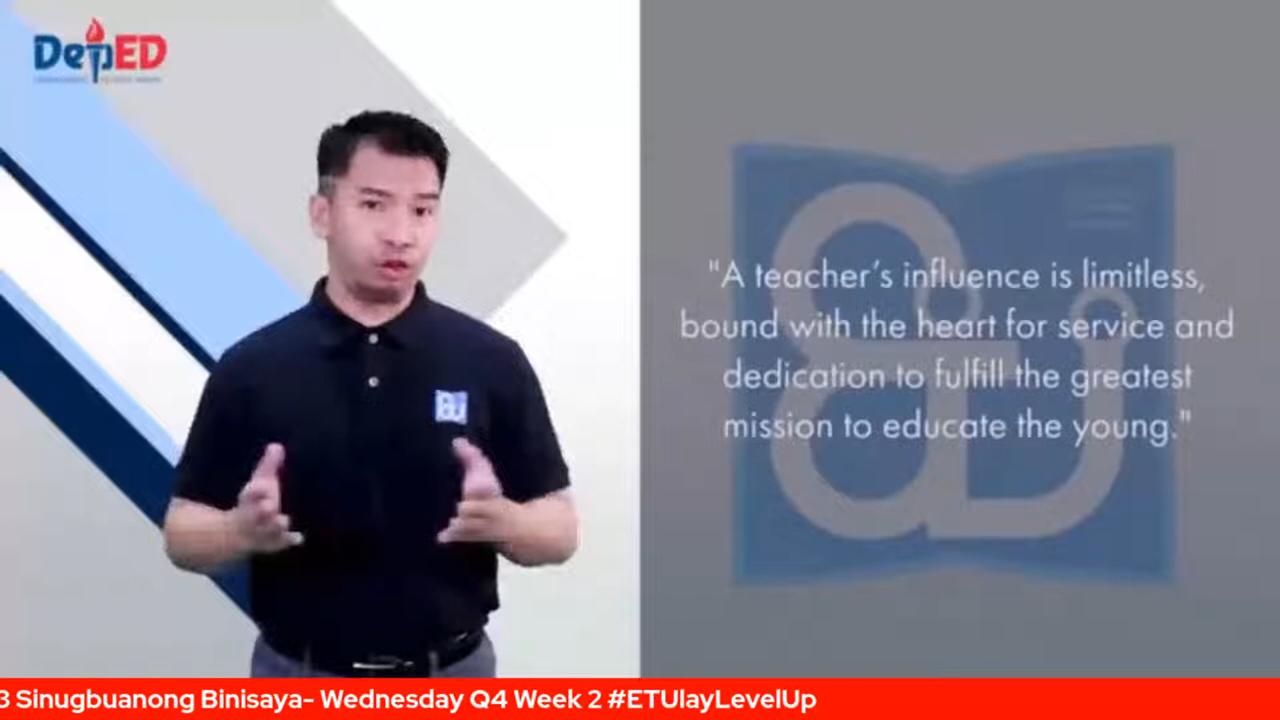 DepED
"A teacher's influence is limitless,
bound with the heart for service and
dedication to fulfill the greatest
mission to educate the young."
3 Sinugbuanong Binisaya- Wednesday Q4 Week 2 #ETUlayLevelUp